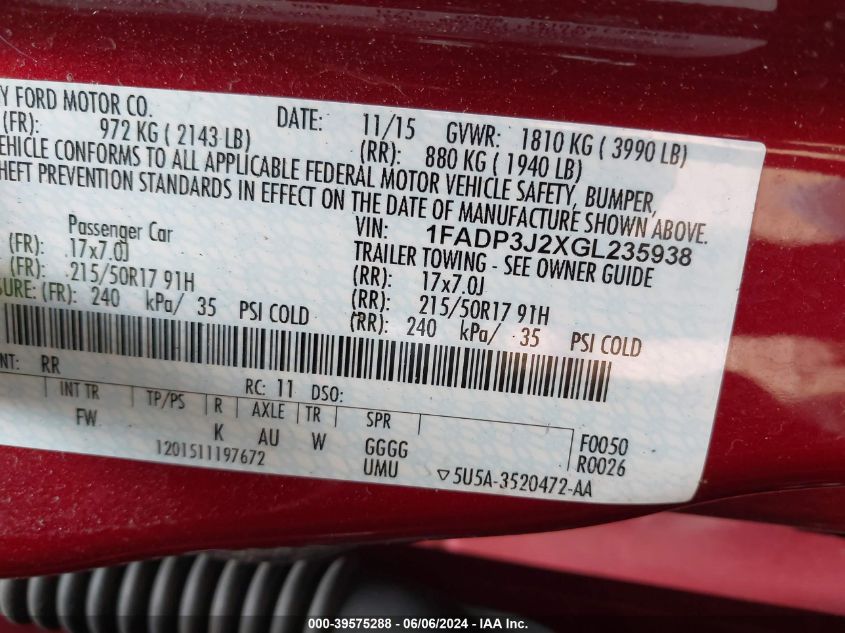 Y FORD MOTOR CO.
DATE: 11/15 GVWR: 1810 KG ( 3990 LB)
(FR): 972 KG ( 2143 LB) (RR): 880 KG ( 1940 LB)
VEHICLE CONFORMS TO ALL APPLICABLE FEDERAL MOTOR VEHICLE SAFETY, BUMPER,
HEFT PREVENTION STANDARDS IN EFFECT ON THE DATE OF MANUFACTURE SHOWN ABOVE.
VIN: 1FADP3J2XGL235938
Passenger Car TRAILER TOWING - SEE OWNER GUIDE
(FR): 17x7.0J (RR): 17x7.0J
(FR): 215/50R17 91H (RR): 215/50R17 91H
SURE: (FR): 240 kPa/ 35 PSI COLD (RR): 240 kPa/ 35 PSI COLD
NT: RR RC: 11 DSO:
INT TR TP/PS R AXLE TR SPR
FW K AU W GGGG F0050
UMU R0026
1201511197672 ▽5U5A-3520472-AA
000-39575288 - 06/06/2024 - IAA Inc.